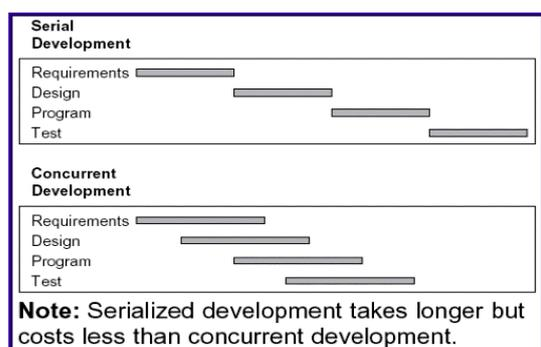 Serial
Development
Requirements
Design
Program
Test
Concurrent
Development
Requirements
Design
Program
Test
Note: Serialized development takes longer but
costs less than concurrent development.